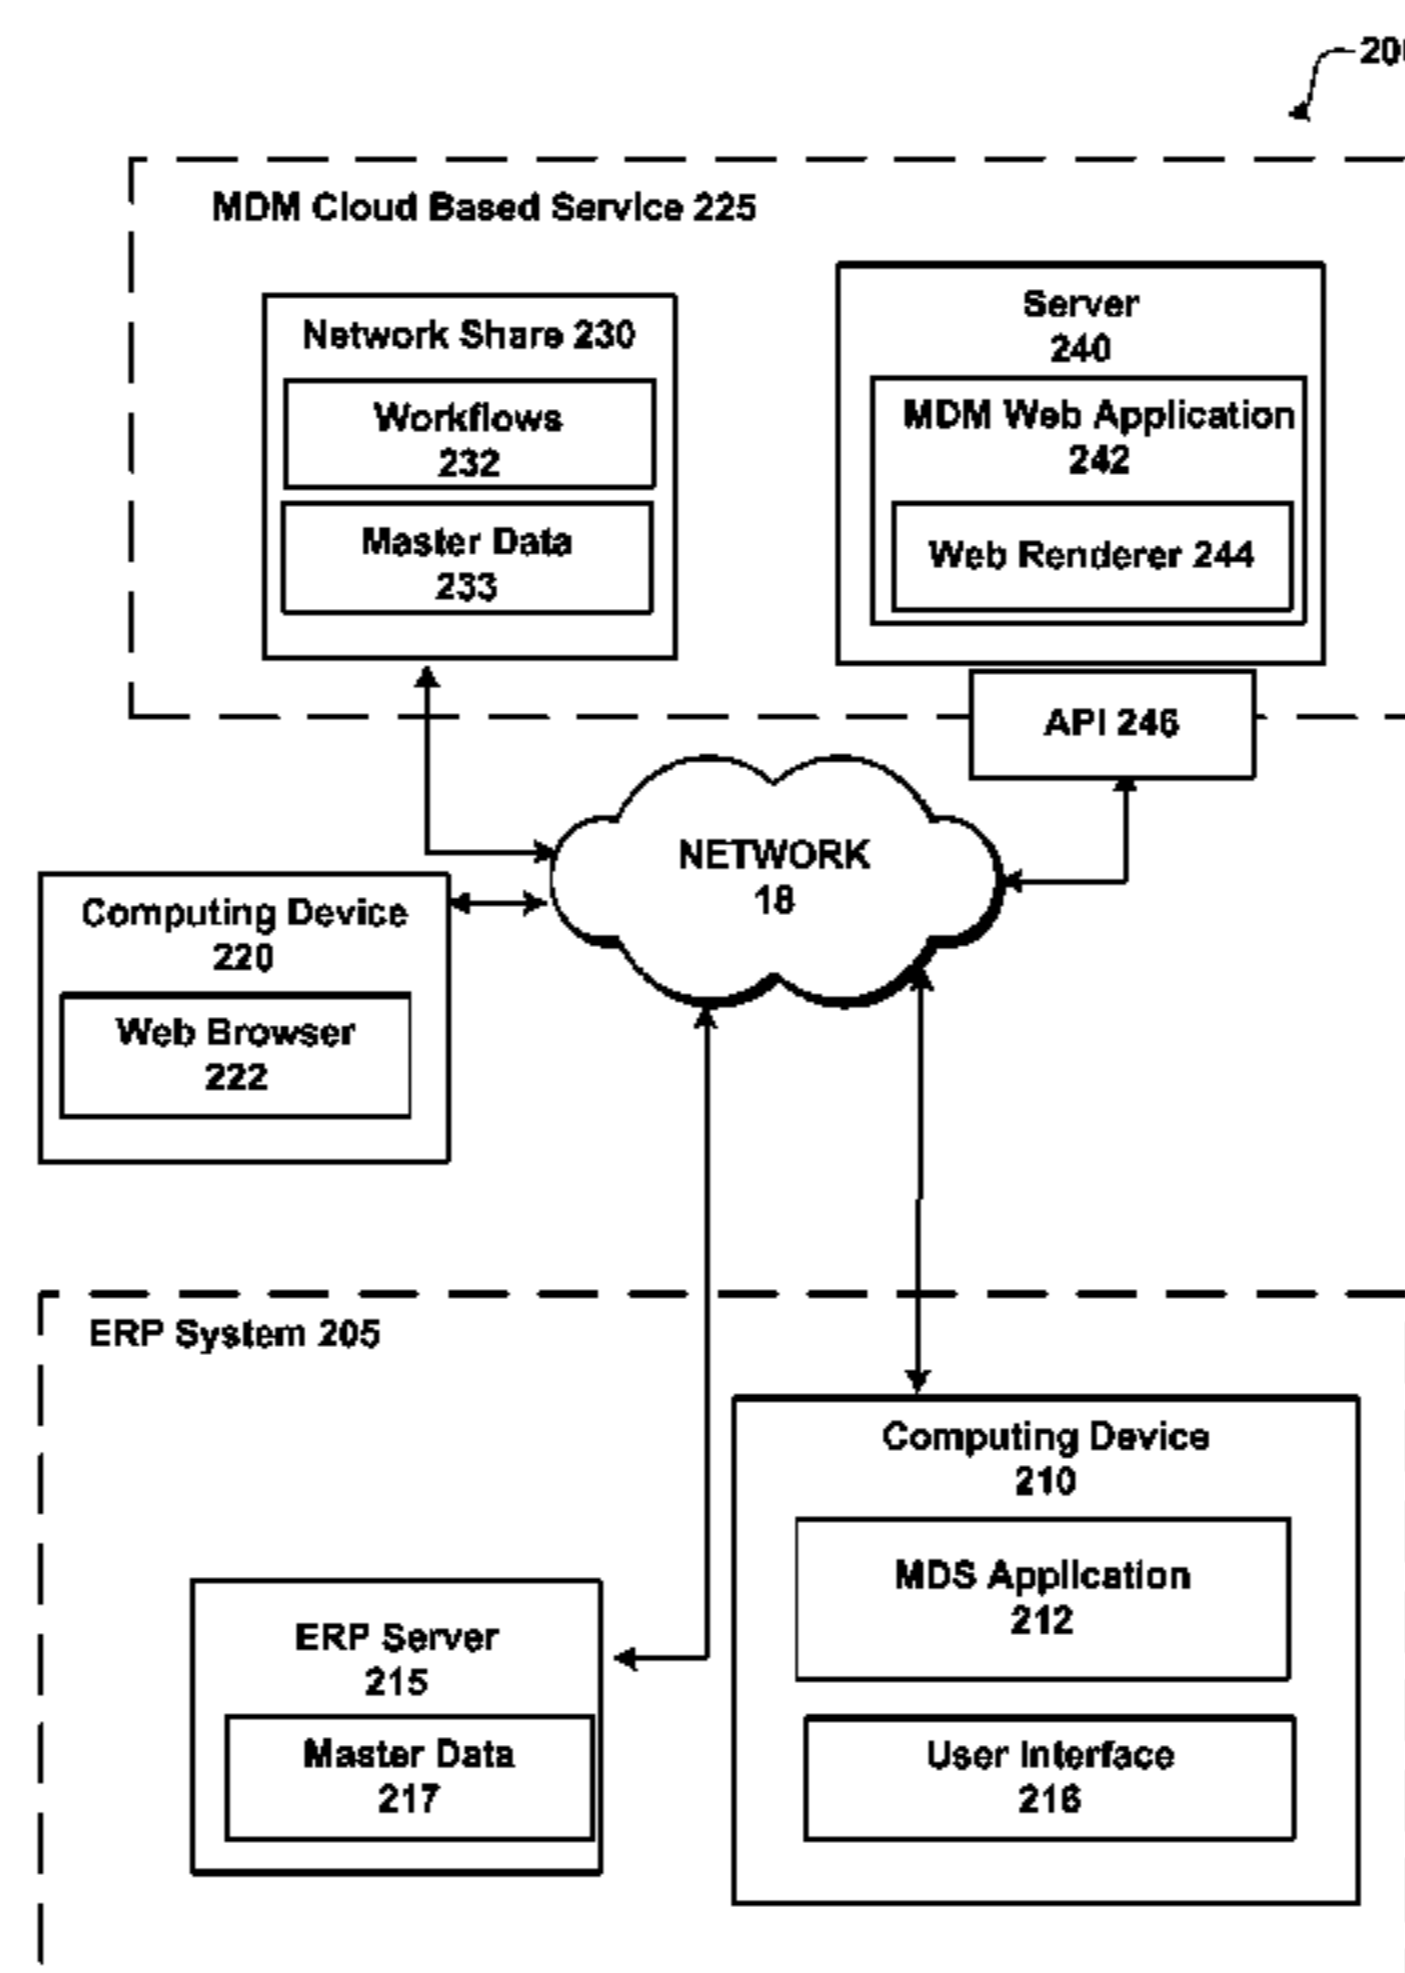 MDM Cloud Based Service 225
Network Share 230
Workflows
232
Master Data
233
Server
240
MDM Web Application
242
Web Renderer 244
API 246
NETWORK
18
Computing Device
220
Web Browser
222
ERP System 205
Computing Device
210
MDS Application
212
User Interface
216
ERP Server
215
Master Data
217